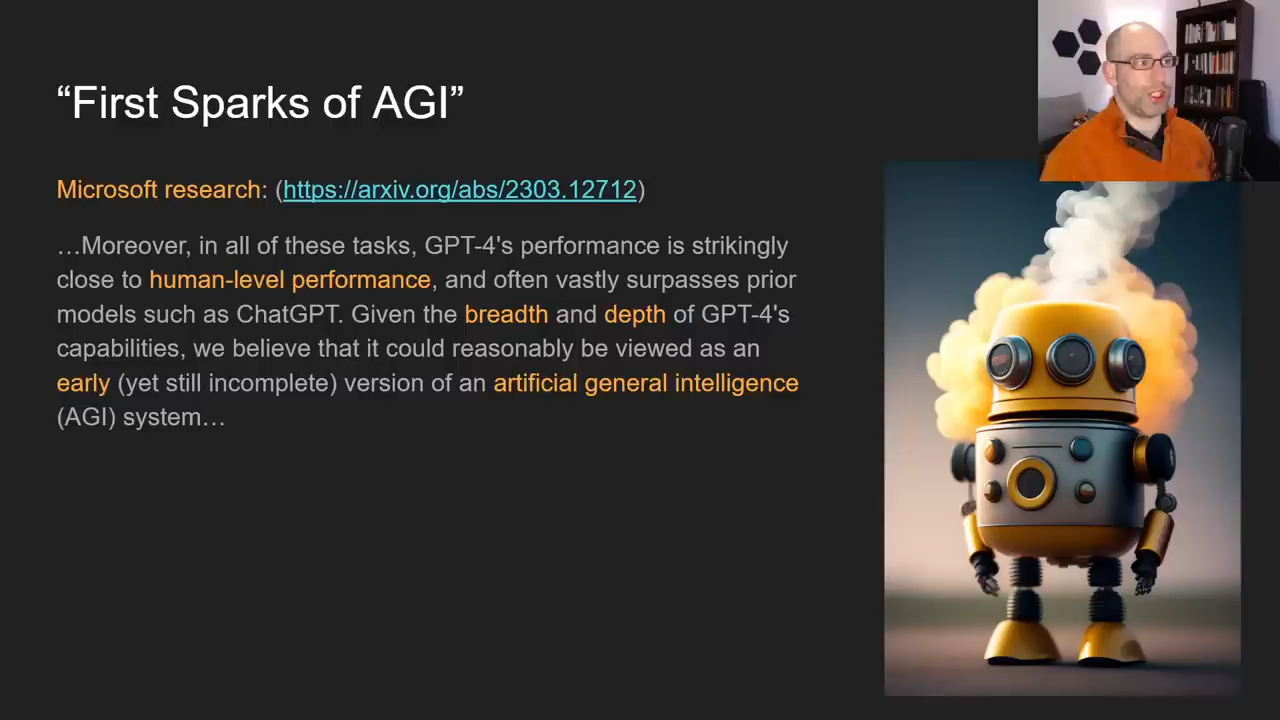 “First Sparks of AGI”
Microsoft research: (https://arxiv.org/abs/2303.12712)
…Moreover, in all of these tasks, GPT-4's performance is strikingly
close to human-level performance, and often vastly surpasses prior
models such as ChatGPT. Given the breadth and depth of GPT-4's
capabilities, we believe that it could reasonably be viewed as an
early (yet still incomplete) version of an artificial general intelligence
(AGI) system…